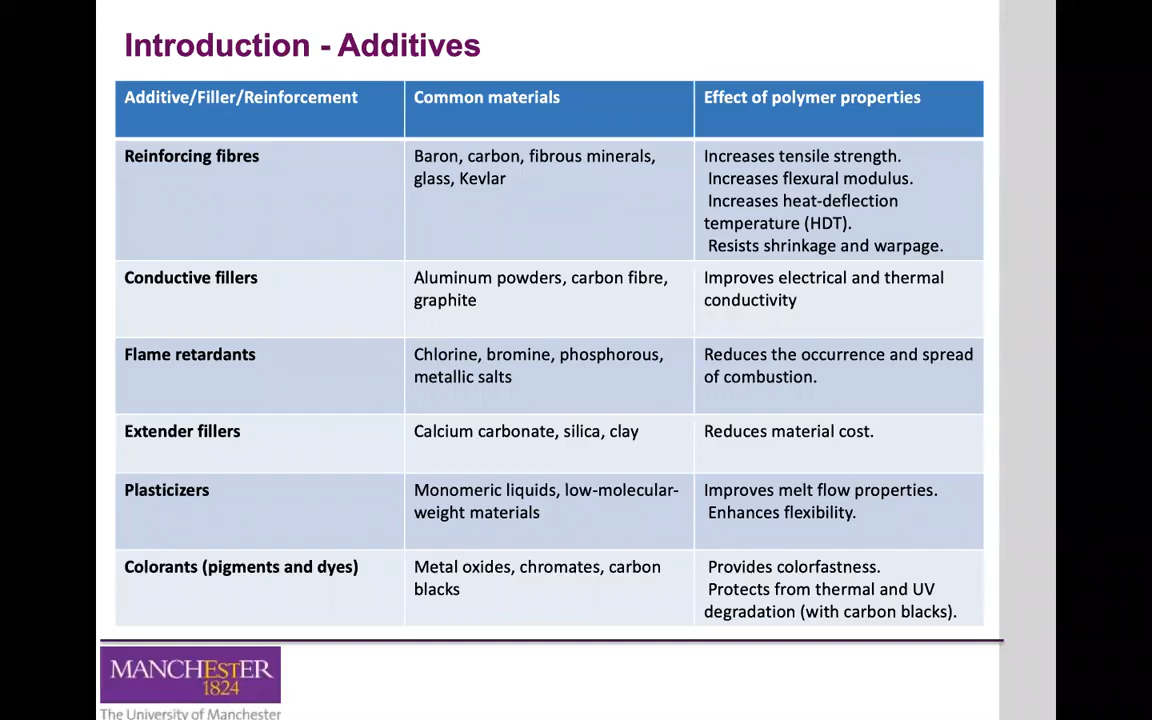 Introduction - Additives
Additive/Filler/Reinforcement
Common materials
Effect of polymer properties
Reinforcing fibres
Baron, carbon, fibrous minerals,
glass, Kevlar
Increases tensile strength.
Increases flexural modulus.
Increases heat-deflection
temperature (HDT).
Resists shrinkage and warpage.
Conductive fillers
Aluminum powders, carbon fibre,
graphite
Improves electrical and thermal
conductivity
Flame retardants
Chlorine, bromine, phosphorous,
metallic salts
Reduces the occurrence and spread
of combustion.
Extender fillers
Calcium carbonate, silica, clay
Reduces material cost.
Plasticizers
Monomeric liquids, low-molecular-
weight materials
Improves melt flow properties.
Enhances flexibility.
Colorants (pigments and dyes)
Metal oxides, chromates, carbon
blacks
Provides colorfastness.
Protects from thermal and UV
degradation (with carbon blacks).
MANCHESTER
1824
The University of Manchester